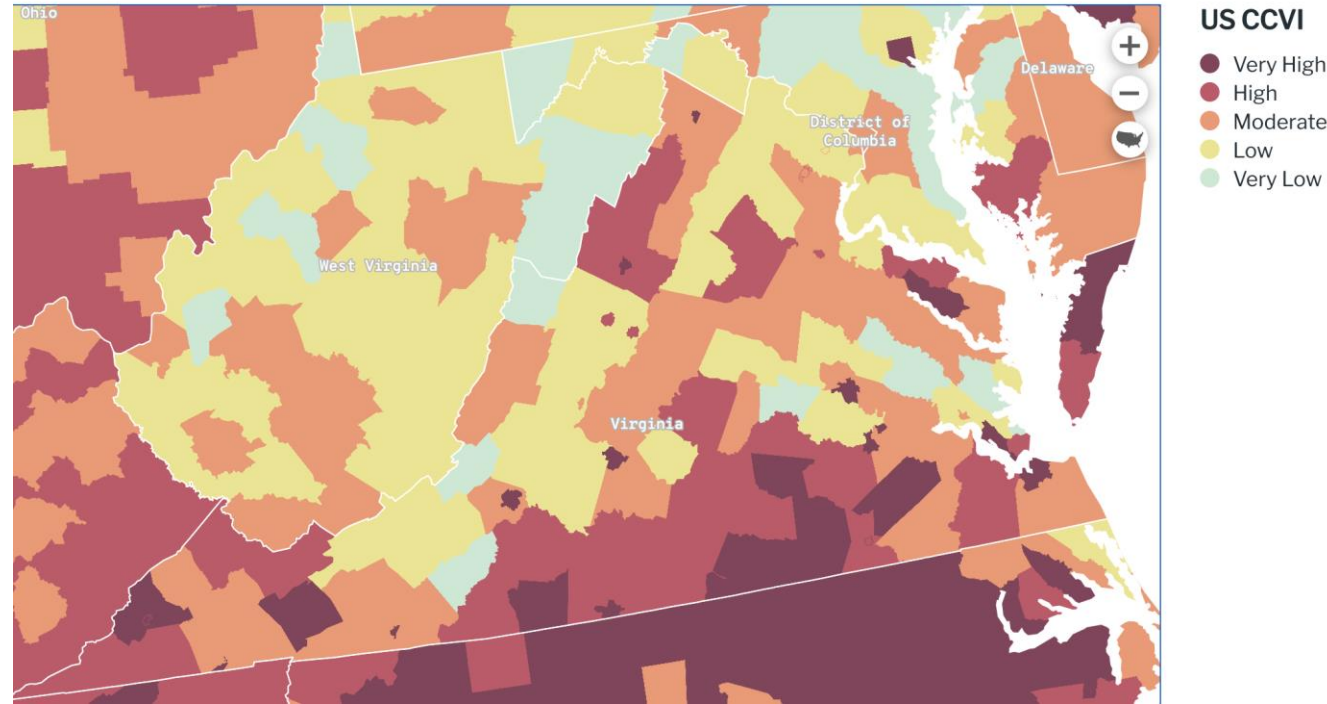 Ohio
US CCVI
+
Very High
Delaware
High
−
Moderate
District of
Columbia
Low
Very Low
West Virginia
Virginia